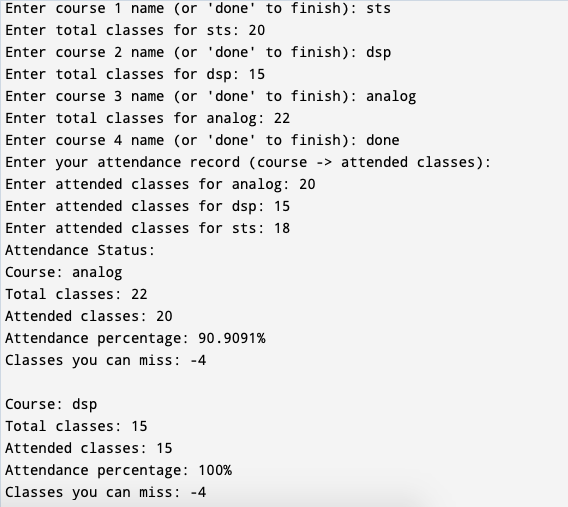 Enter course 1 name (or 'done' to finish): sts
Enter total classes for sts: 20
Enter course 2 name (or 'done' to finish): dsp
Enter total classes for dsp: 15
Enter course 3 name (or 'done' to finish): analog
Enter total classes for analog: 22
Enter course 4 name (or 'done' to finish): done
Enter your attendance record (course -> attended classes):
Enter attended classes for analog: 20
Enter attended classes for dsp: 15
Enter attended classes for sts: 18
Attendance Status:
Course: analog
Total classes: 22
Attended classes: 20
Attendance percentage: 90.9091%
Classes you can miss: -4

Course: dsp
Total classes: 15
Attended classes: 15
Attendance percentage: 100%
Classes you can miss: -4